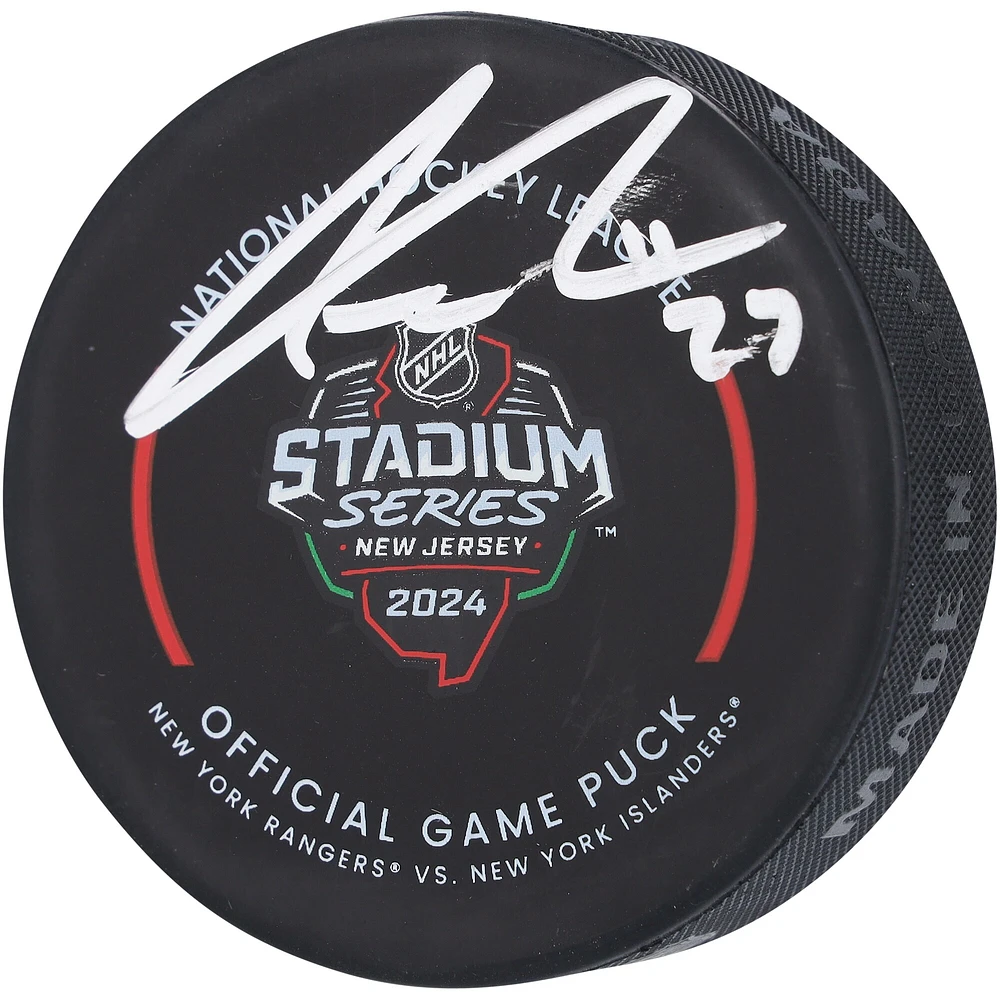 NATIONAL HOCKEY LEAGUE
27
NHL
®
STADIUM
SERIES
™
· NEW JERSEY ·
2024
OFFICIAL GAME PUCK
NEW YORK RANGERS® VS. NEW YORK ISLANDERS®
MADE IN